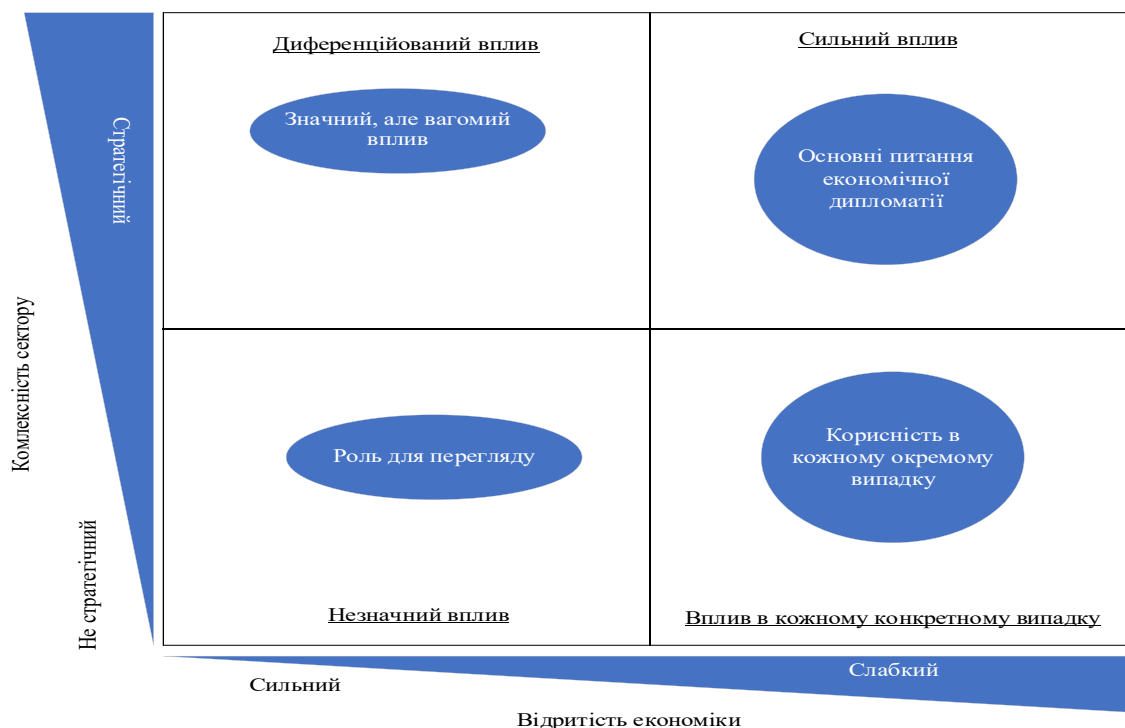 Диференційований вплив
Сильний вплив
Значний, але вагомий
вплив
Основні питання
економічної
дипломатії
Стратегічний
Комлексність сектору
Не стратегічний
Роль для перегляду
Корисність в
кожному окремому
випадку
Незначний вплив
Вплив в кожному конкретному випадку
Сильний
Слабкий
Відритість економіки